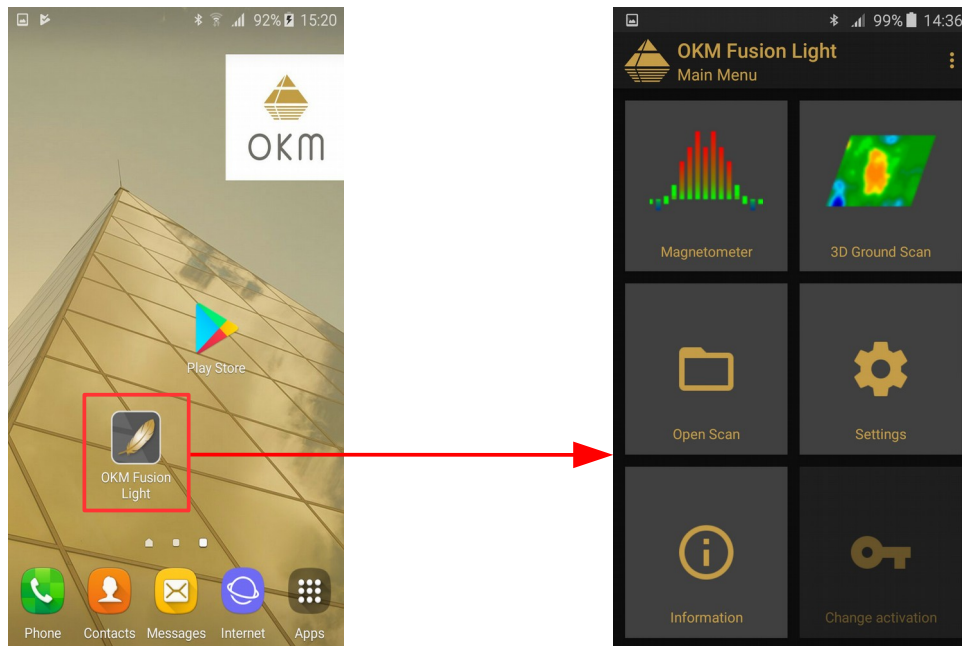 92% 15:20
OKM
Play Store
OKM Fusion
Light
Phone Contacts Messages Internet Apps
99% 14:36
OKM Fusion Light
Main Menu
Magnetometer 3D Ground Scan
Open Scan Settings
Information Change activation